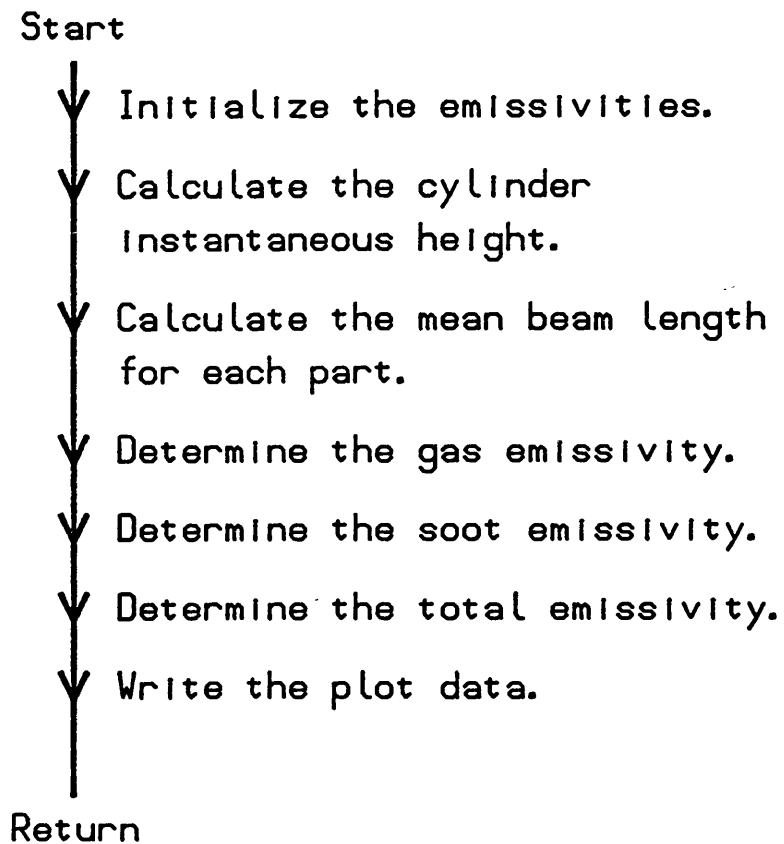 Start
Initialize the emissivities.
Calculate the cylinder
instantaneous height.
Calculate the mean beam length
for each part.
Determine the gas emissivity.
Determine the soot emissivity.
Determine the total emissivity.
Write the plot data.
Return